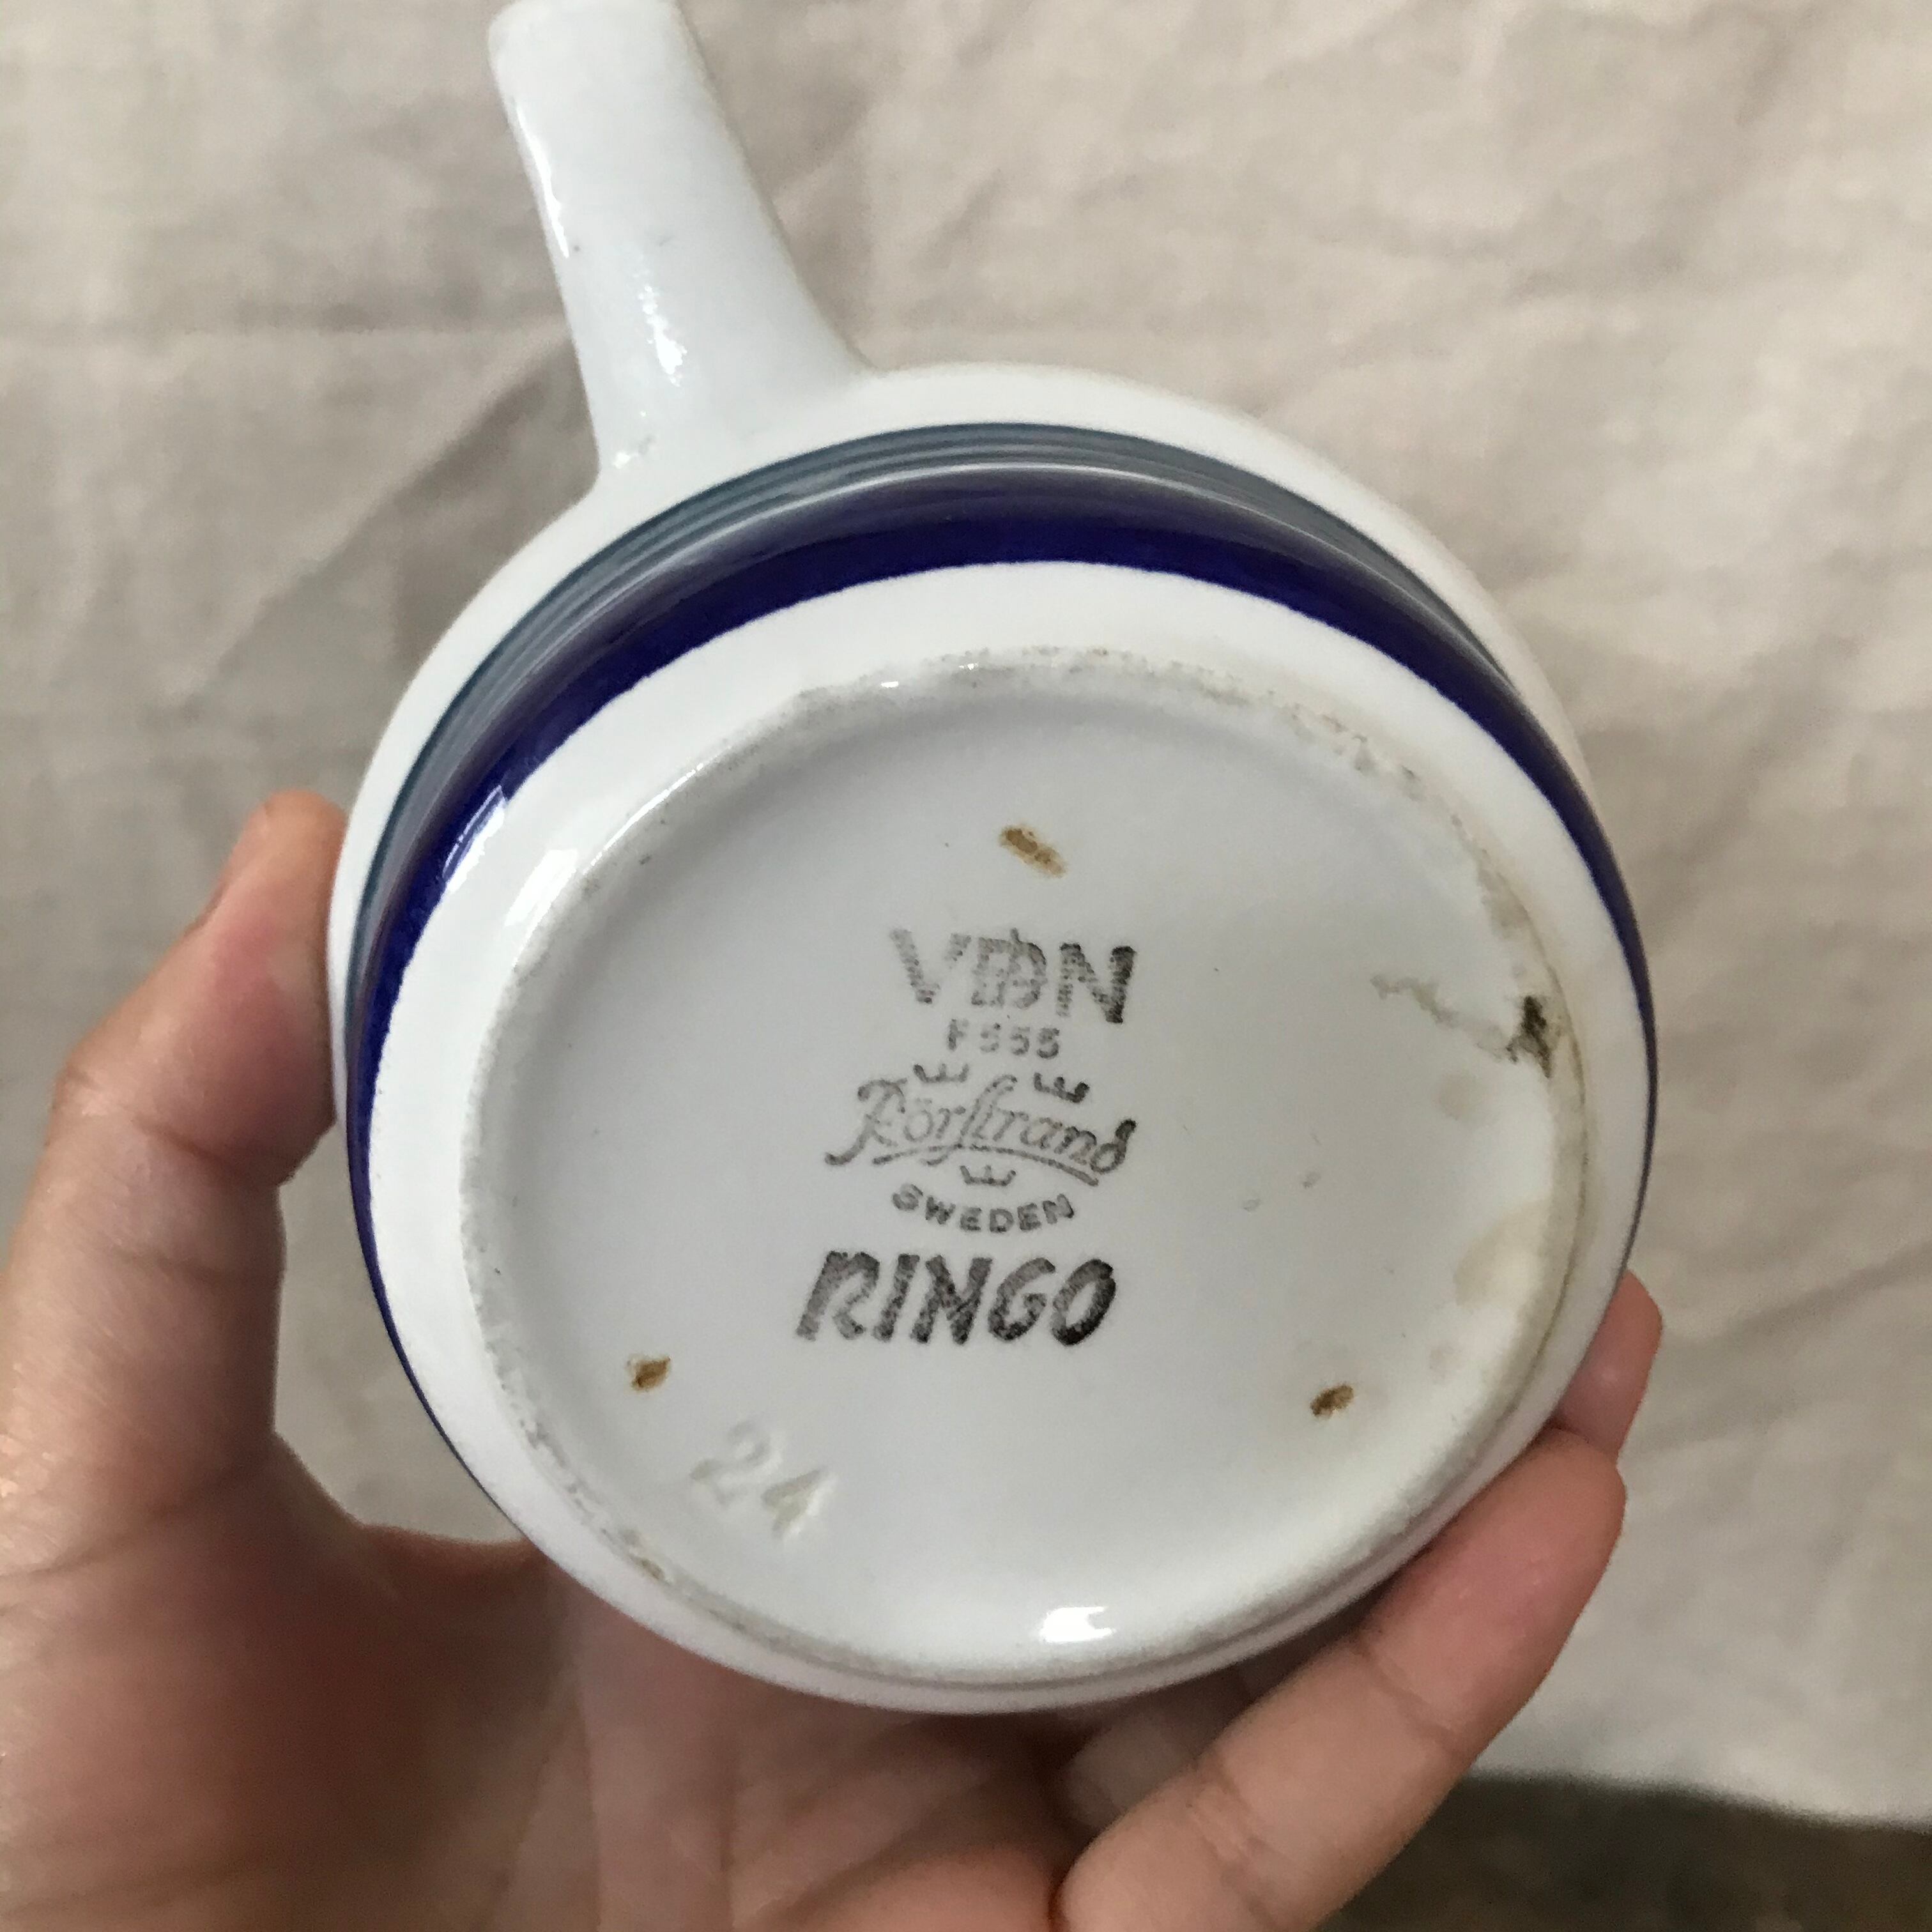 VDN
F555
Rörstrand
SWEDEN
RINGO
24